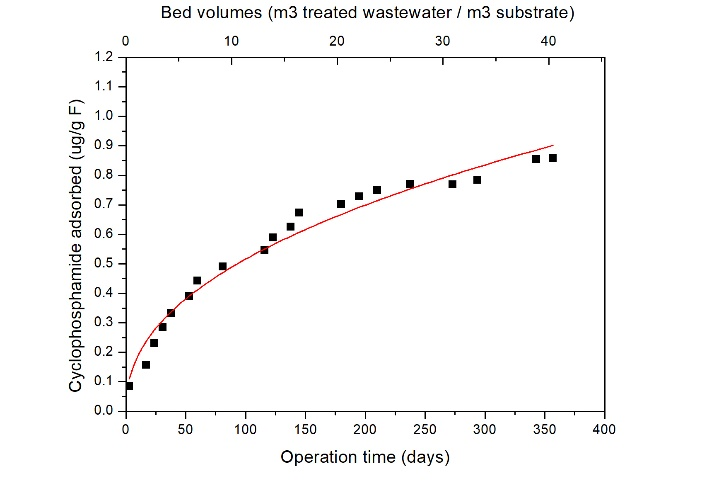 Bed volumes (m3 treated wastewater / m3 substrate)
0 10 20 30 40
1.2
1.1
1.0
0.9
0.8
0.7
0.6
0.5
0.4
0.3
0.2
0.1
0.0
Cyclophosphamide adsorbed (ug/g F)
0 50 100 150 200 250 300 350 400
Operation time (days)